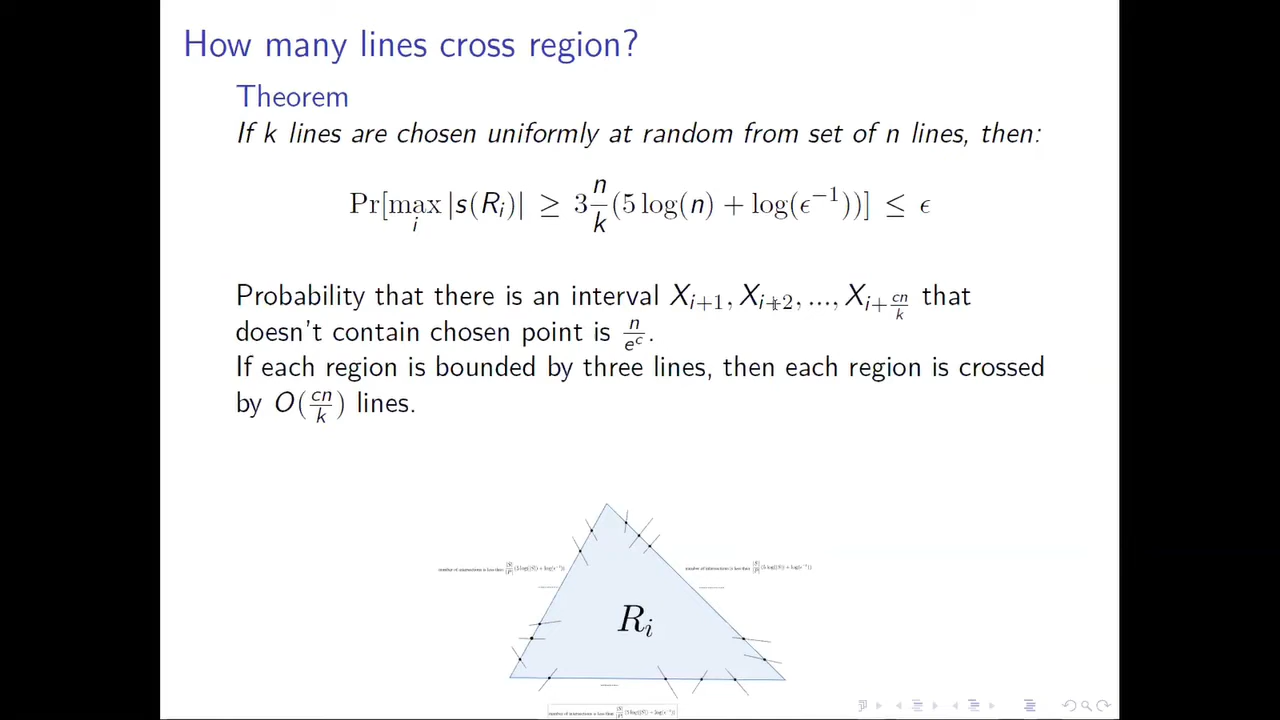 How many lines cross region?
Theorem
If k lines are chosen uniformly at random from set of n lines, then:
Pr[max_i |s(R_i)| ≥ 3 n/k (5 log(n) + log(ϵ^{-1}))] ≤ ϵ
Probability that there is an interval X_{i+1}, X_{i+2}, ..., X_{i+cn/k} that
doesn't contain chosen point is n/e^c.
If each region is bounded by three lines, then each region is crossed
by O(cn/k) lines.
R_i